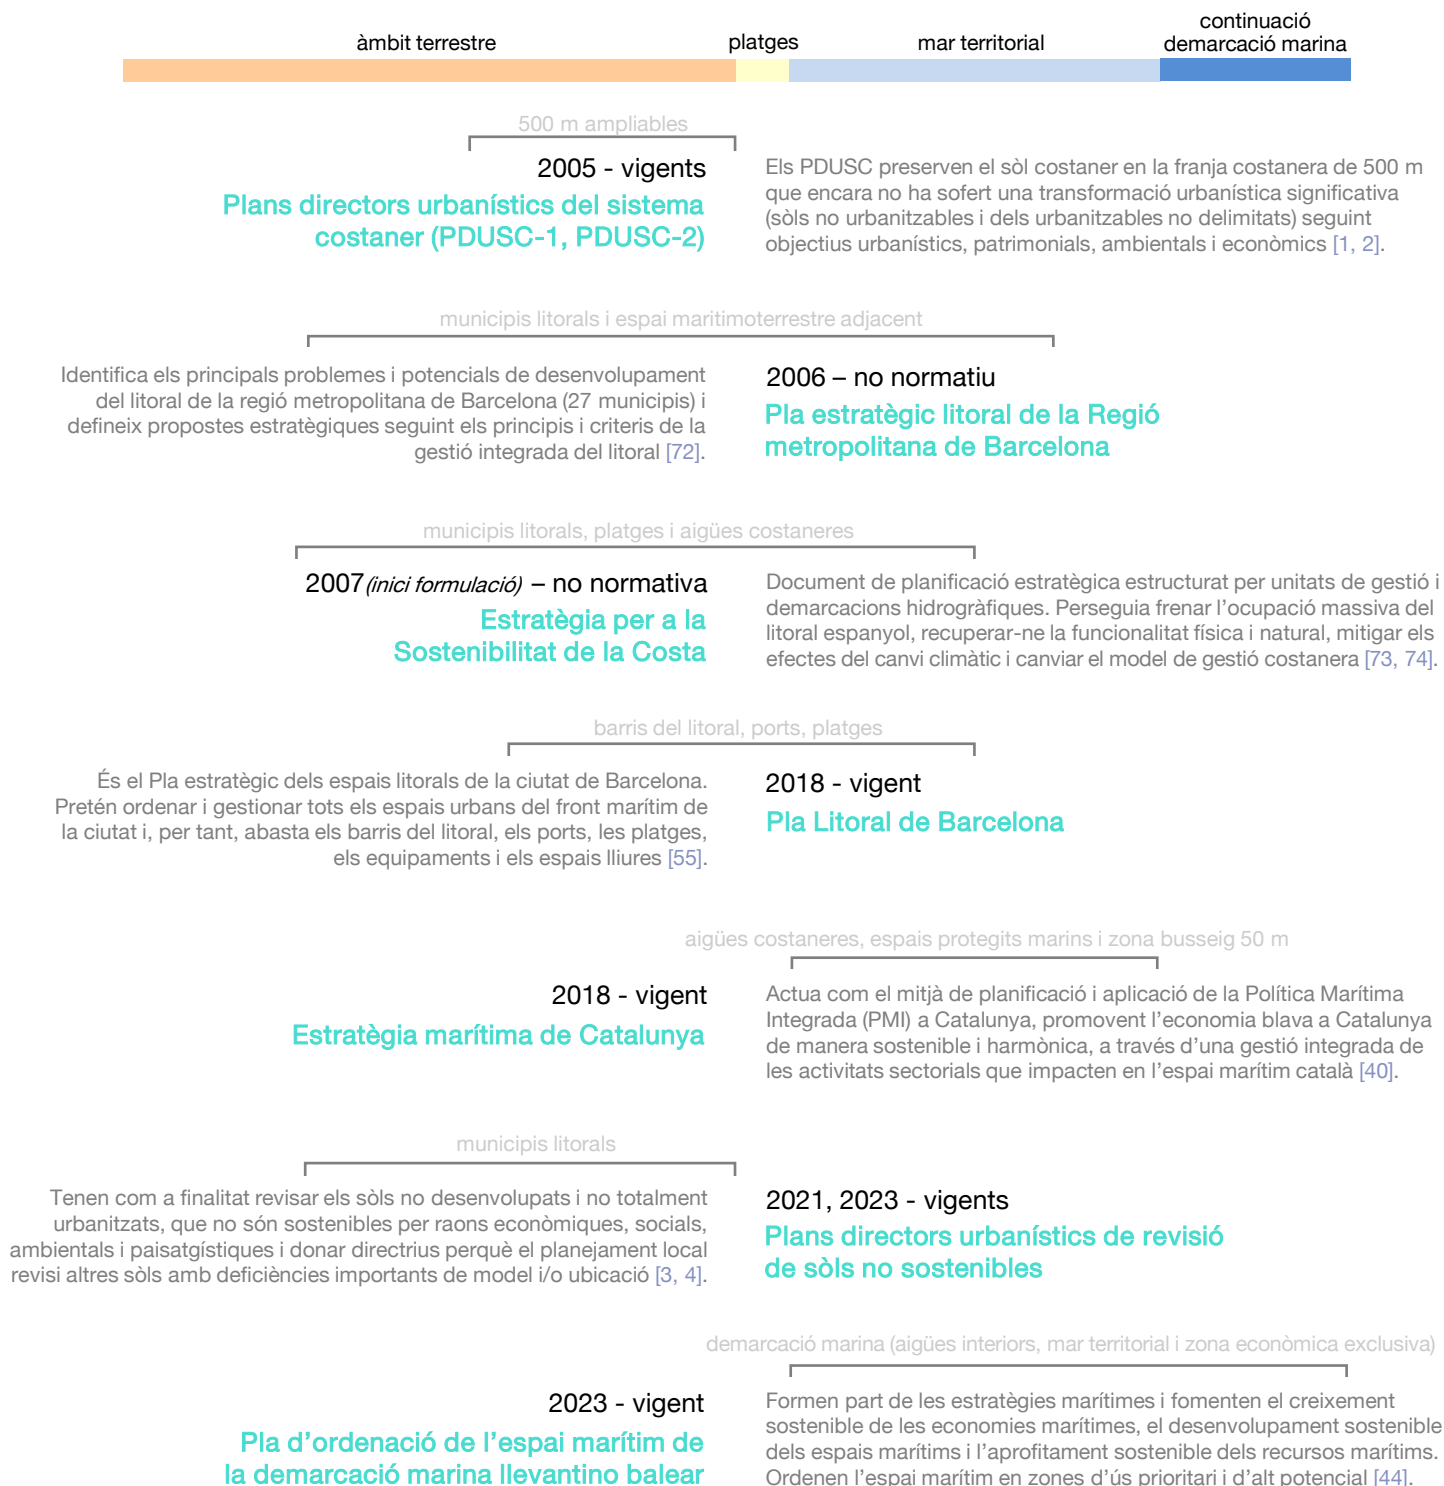 àmbit terrestre
platges
mar territorial
continuació
demarcació marina
500 m ampliables
2005 - vigents
Plans directors urbanístics del sistema
costaner (PDUSC-1, PDUSC-2)
Els PDUSC preserven el sòl costaner en la franja costanera de 500 m
que encara no ha sofert una transformació urbanística significativa
(sòls no urbanitzables i dels urbanitzables no delimitats) seguint
objectius urbanístics, patrimonials, ambientals i econòmics [1, 2].
municipis litorals i espai maritimoterrestre adjacent
Identifica els principals problemes i potencials de desenvolupament
del litoral de la regió metropolitana de Barcelona (27 municipis) i
defineix propostes estratègiques seguint els principis i criteris de la
gestió integrada del litoral [72].
2006 – no normatiu
Pla estratègic litoral de la Regió
metropolitana de Barcelona
municipis litorals, platges i aigües costaneres
2007 (inici formulació) – no normativa
Estratègia per a la
Sostenibilitat de la Costa
Document de planificació estratègica estructurat per unitats de gestió i
demarcacions hidrogràfiques. Perseguia frenar l’ocupació massiva del
litoral espanyol, recuperar-ne la funcionalitat física i natural, mitigar els
efectes del canvi climàtic i canviar el model de gestió costanera [73, 74].
barris del litoral, ports, platges
És el Pla estratègic dels espais litorals de la ciutat de Barcelona.
Pretén ordenar i gestionar tots els espais urbans del front marítim de
la ciutat i, per tant, abasta els barris del litoral, els ports, les platges,
els equipaments i els espais lliures [55].
2018 - vigent
Pla Litoral de Barcelona
aigües costaneres, espais protegits marins i zona busseig 50 m
2018 - vigent
Estratègia marítima de Catalunya
Actua com el mitjà de planificació i aplicació de la Política Marítima
Integrada (PMI) a Catalunya, promovent l’economia blava a Catalunya
de manera sostenible i harmònica, a través d’una gestió integrada de
les activitats sectorials que impacten en l’espai marítim català [40].
municipis litorals
Tenen com a finalitat revisar els sòls no desenvolupats i no totalment
urbanitzats, que no són sostenibles per raons econòmiques, socials,
ambientals i paisatgístiques i donar directrius perquè el planejament local
revisi altres sòls amb deficiències importants de model i/o ubicació [3, 4].
2021, 2023 - vigents
Plans directors urbanístics de revisió
de sòls no sostenibles
demarcació marina (aigües interiors, mar territorial i zona econòmica exclusiva)
2023 - vigent
Pla d’ordenació de l’espai marítim de
la demarcació marina llevantino balear
Formen part de les estratègies marítimes i fomenten el creixement
sostenible de les economies marítimes, el desenvolupament sostenible
dels espais marítims i l’aprofitament sostenible dels recursos marítims.
Ordenen l’espai marítim en zones d’ús prioritari i d’alt potencial [44].